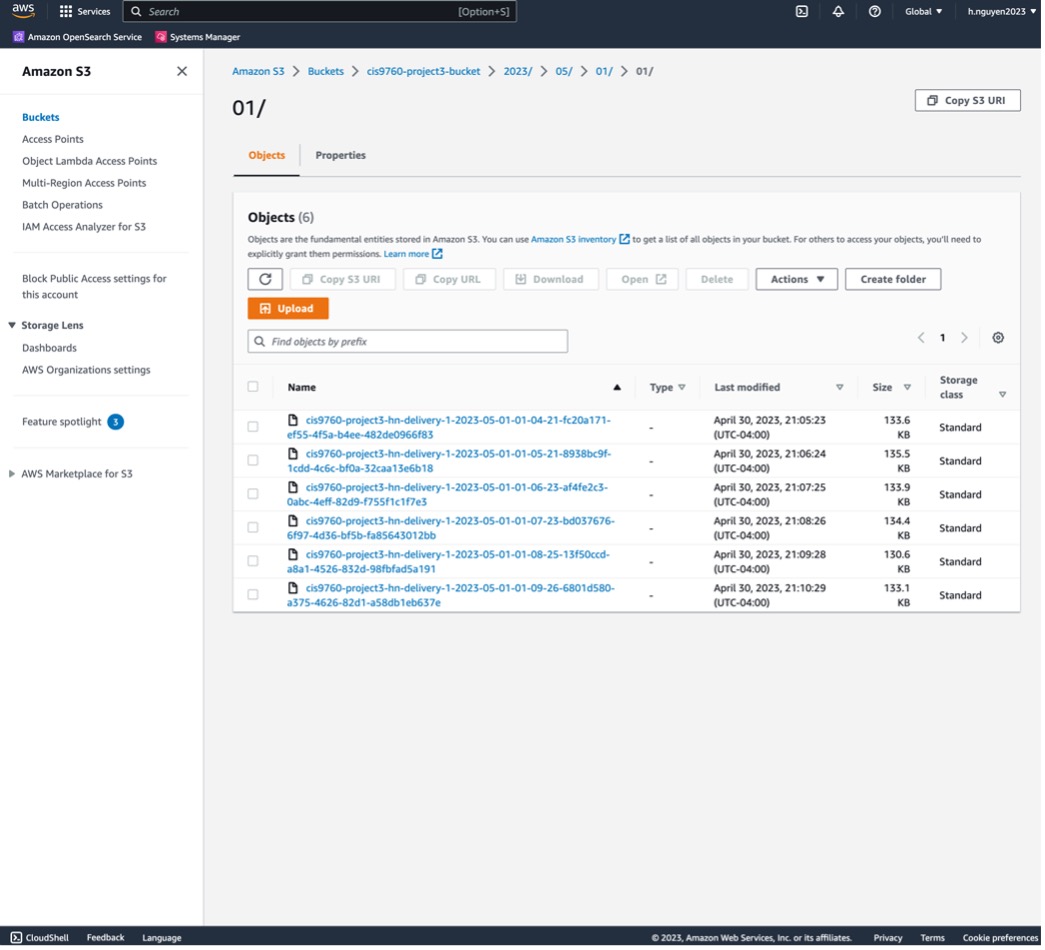 aws
Services
Search
[Option+S]
Global
h.nguyen2023
Amazon OpenSearch Service
Systems Manager
Amazon S3
Buckets
Access Points
Object Lambda Access Points
Multi-Region Access Points
Batch Operations
IAM Access Analyzer for S3
Block Public Access settings for
this account
Storage Lens
Dashboards
AWS Organizations settings
Feature spotlight 3
AWS Marketplace for S3
Amazon S3 > Buckets > cis9760-project3-bucket > 2023/ > 05/ > 01/ > 01/
01/
Copy S3 URI
Objects
Properties
Objects (6)
Objects are the fundamental entities stored in Amazon S3. You can use Amazon S3 inventory to get a list of all objects in your bucket. For others to access your objects, you'll need to
explicitly grant them permissions. Learn more
Copy S3 URI
Copy URL
Download
Open
Delete
Actions
Create folder
Upload
Find objects by prefix
1
Name
Type
Last modified
Size
Storage
class
cis9760-project3-hn-delivery-1-2023-05-01-01-04-21-fc20a171-
ef55-4f5a-b4ee-482de0966f83
-
April 30, 2023, 21:05:23
(UTC-04:00)
133.6
KB
Standard
cis9760-project3-hn-delivery-1-2023-05-01-01-05-21-8938bc9f-
1cdd-4c6c-bf0a-32caa13e6b18
-
April 30, 2023, 21:06:24
(UTC-04:00)
135.5
KB
Standard
cis9760-project3-hn-delivery-1-2023-05-01-01-06-23-af4fe2c3-
0abc-4eff-82d9-f755f1c1f7e3
-
April 30, 2023, 21:07:25
(UTC-04:00)
133.9
KB
Standard
cis9760-project3-hn-delivery-1-2023-05-01-01-07-23-bd037676-
6f97-4d36-bf5b-fa85643012bb
-
April 30, 2023, 21:08:26
(UTC-04:00)
134.4
KB
Standard
cis9760-project3-hn-delivery-1-2023-05-01-01-08-25-13f50ccd-
a8a1-4526-832d-98fbfad5a191
-
April 30, 2023, 21:09:28
(UTC-04:00)
130.6
KB
Standard
cis9760-project3-hn-delivery-1-2023-05-01-01-09-26-6801d580-
a375-4626-82d1-a58db1eb637e
-
April 30, 2023, 21:10:29
(UTC-04:00)
133.1
KB
Standard
CloudShell
Feedback
Language
© 2023, Amazon Web Services, Inc. or its affiliates.
Privacy
Terms
Cookie preferences